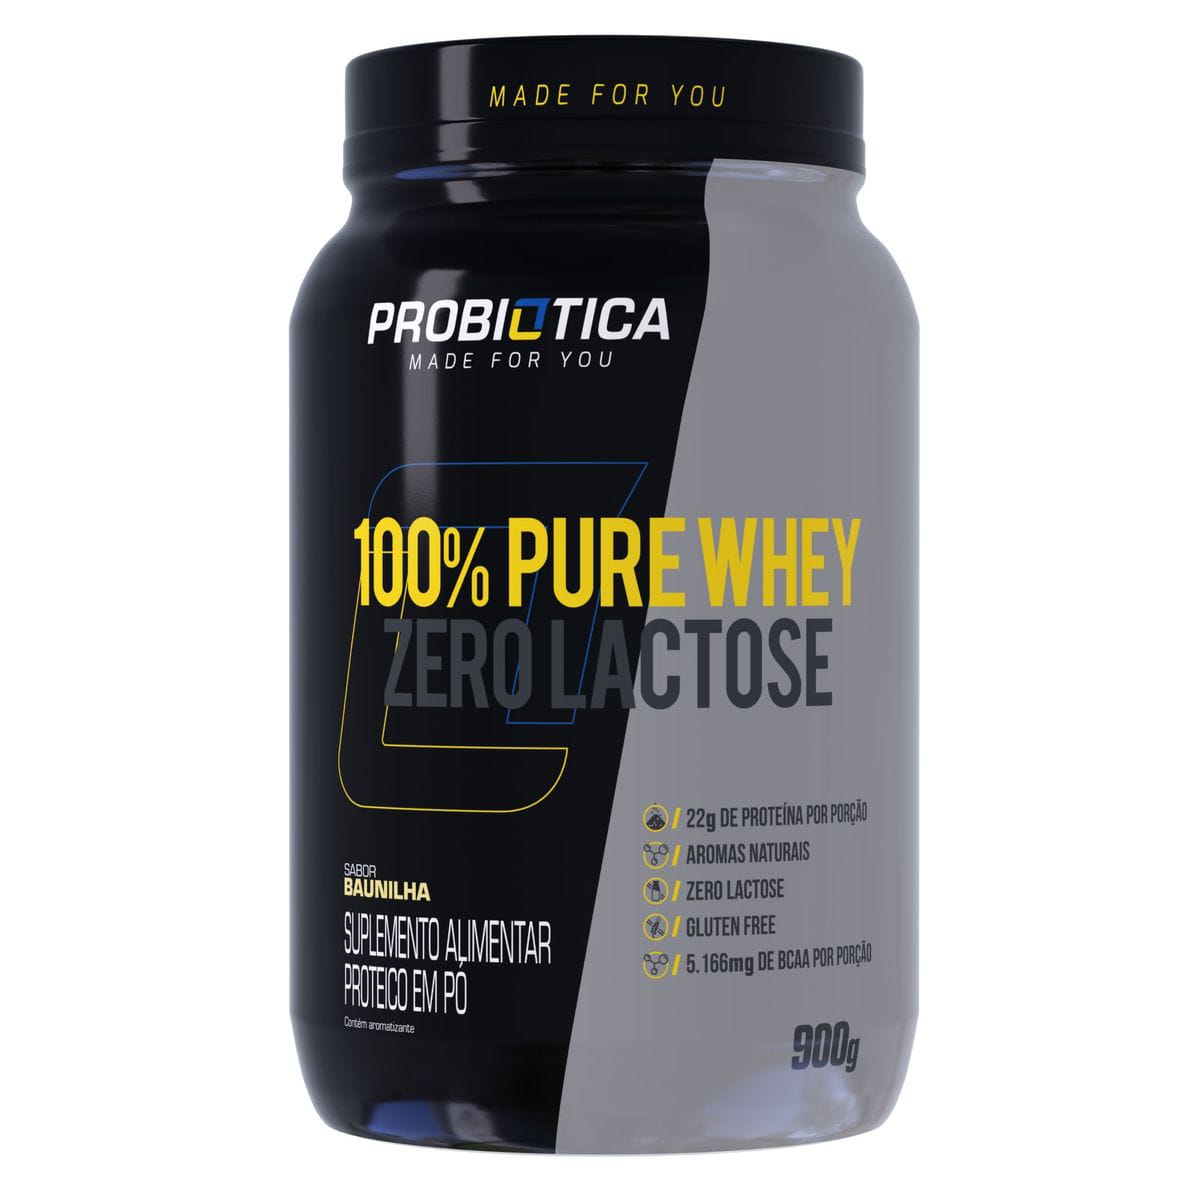 MADE FOR YOU
PROBIOTICA
MADE FOR YOU
100% PURE WHEY
ZERO LACTOSE
22g DE PROTEÍNA POR PORÇÃO
AROMAS NATURAIS
ZERO LACTOSE
GLUTEN FREE
5.166mg DE BCAA POR PORÇÃO
SABOR
BAUNILHA
SUPLEMENTO ALIMENTAR
PROTEICO EM PÓ
Contém aromatizante
900g